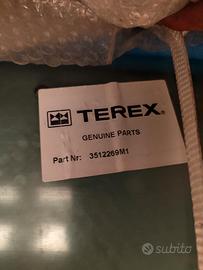 TEREX
GENUINE PARTS
Part Nr: 3512269M1
subito